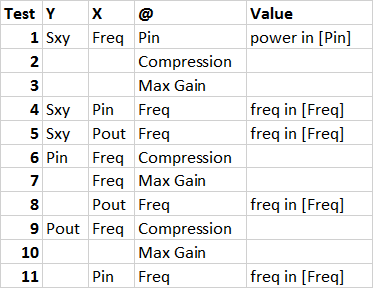 Test Y X @ Value
1 Sxy Freq Pin power in [Pin]
2 Compression
3 Max Gain
4 Sxy Pin Freq freq in [Freq]
5 Sxy Pout Freq freq in [Freq]
6 Pin Freq Compression
7 Freq Max Gain
8 Pout Freq freq in [Freq]
9 Pout Freq Compression
10 Max Gain
11 Pin Freq freq in [Freq]